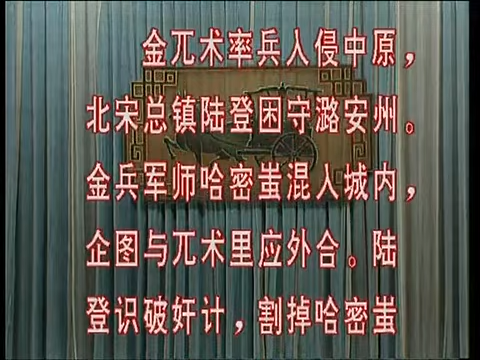 金兀术率兵入侵中原，
北宋总镇陆登困守潞安州。
金兵军师哈密蚩混入城内，
企图与兀术里应外合。陆
登识破奸计，割掉哈密蚩